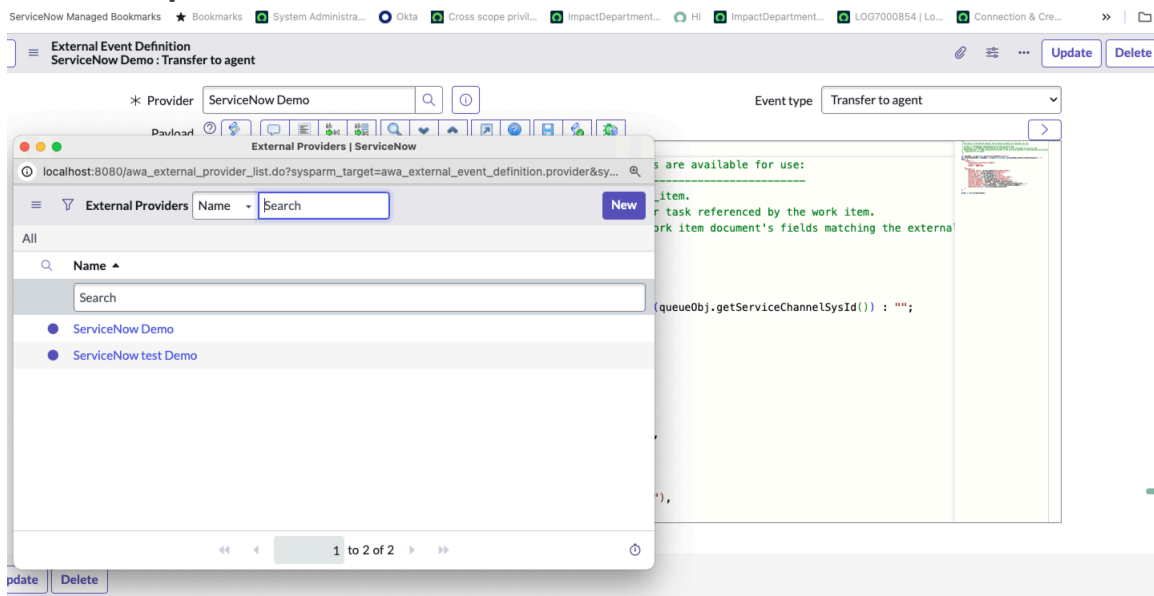 ServiceNow Managed Bookmarks Bookmarks System Administra... Okta Cross scope privil... ImpactDepartment... Hi ImpactDepartment... LOG7000854 | Lo... Connection & Cre... »
External Event Definition
ServiceNow Demo : Transfer to agent
Update Delete
Provider ServiceNow Demo Event type Transfer to agent
Payload
External Providers | ServiceNow
localhost:8080/awa_external_provider_list.do?sysparm_target=awa_external_event_definition.provider&sy...
External Providers Name Search New
All
Name
Search
ServiceNow Demo
ServiceNow test Demo
1 to 2 of 2
s are available for use:
_item.
r task referenced by the work item.
ork item document's fields matching the external
(queueObj.getServiceChannelSysId()) : "";
,
"),
pdate Delete